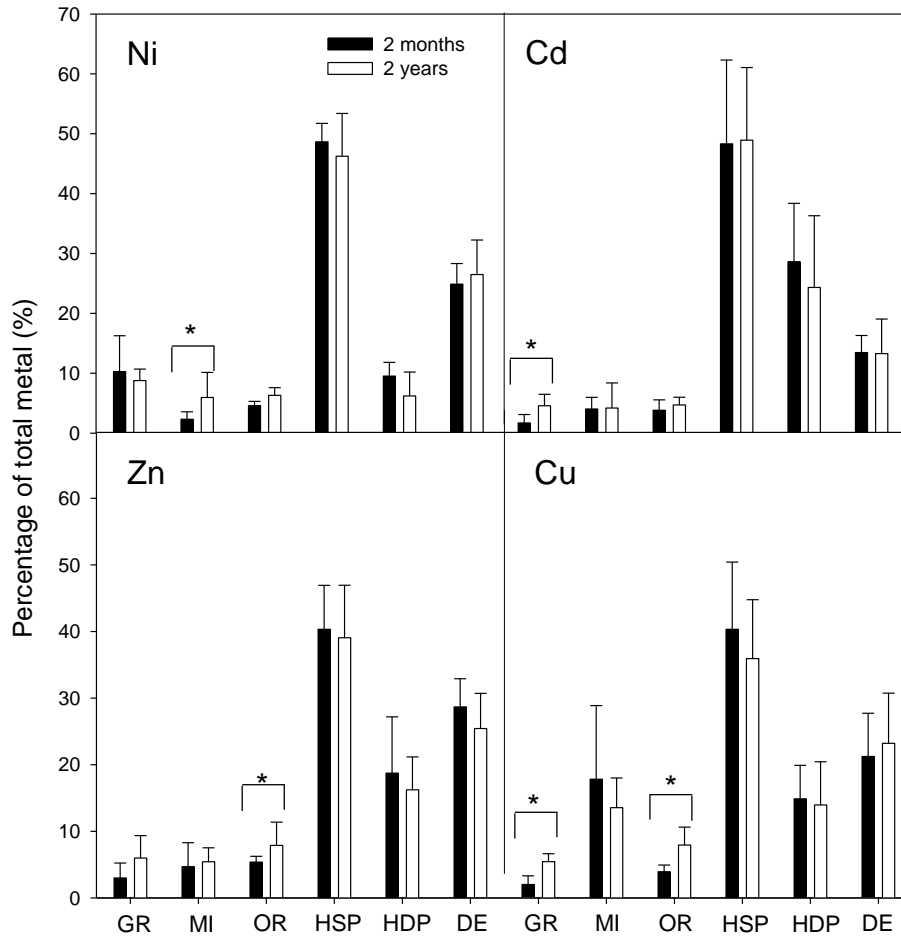 Percentage of total metal (%)
70
60
50
40
30
20
10
0
60
50
40
30
20
10
0
Ni
2 months
2 years
*
Cd
*
Zn
*
Cu
*
*
GR MI OR HSP HDP DE GR MI OR HSP HDP DE